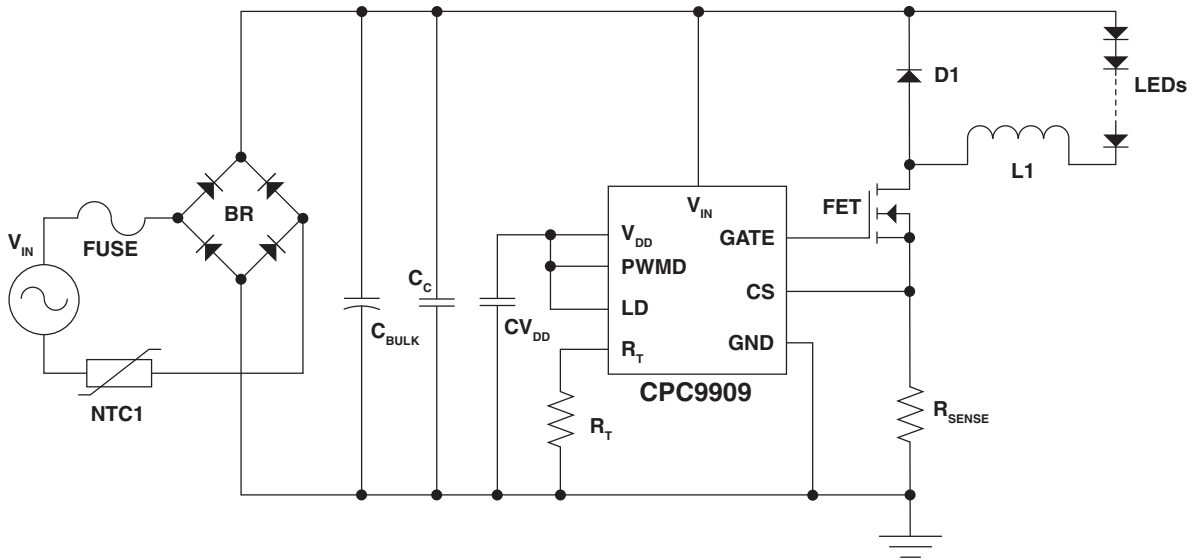 D1
LEDs
L1
FET
V_IN
BR
FUSE
V_IN
NTC1
C_BULK
C_C
CV_DD
V_DD
PWMD
LD
R_T
GATE
CS
GND
CPC9909
R_T
R_SENSE